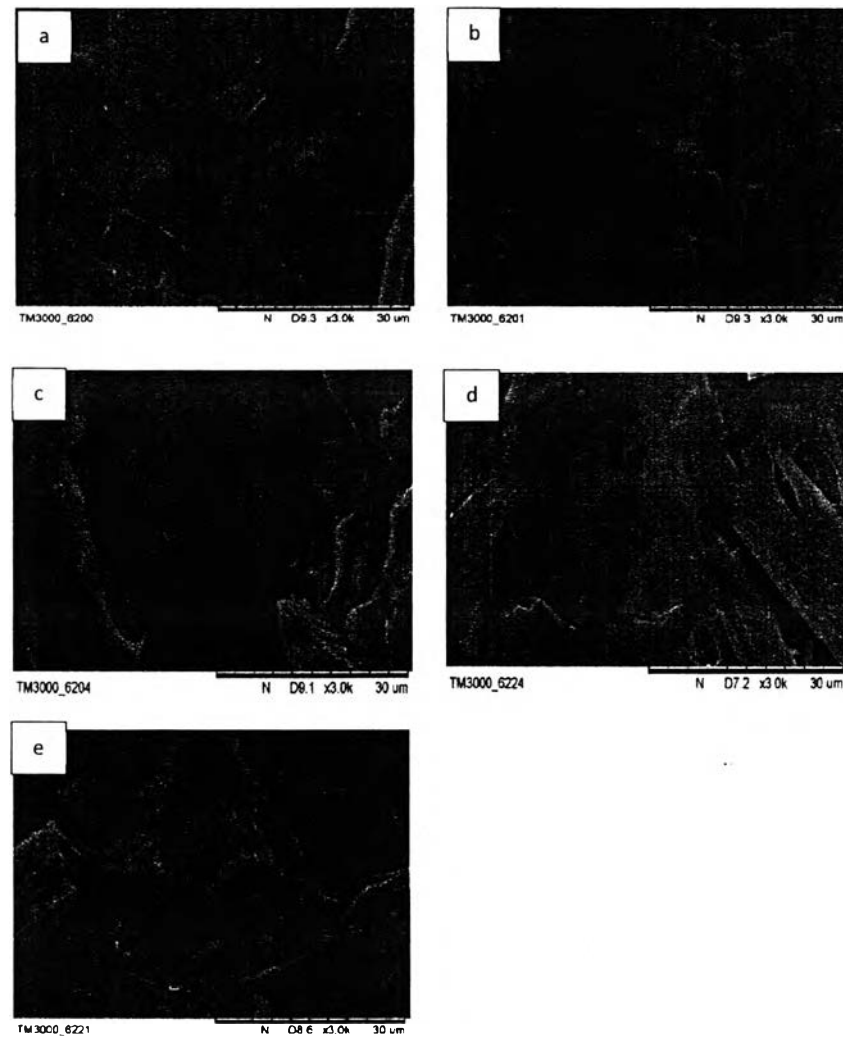 a
b
TM3000_6200 N D9.3 x3.0k 30 um
TM3000_6201 N D9.3 x3.0k 30 um
c
d
TM3000_6204 N D9.1 x3.0k 30 um
TM3000_6224 N D7.2 x3.0k 30 um
e
TM3000_6221 N D8.6 x3.0k 30 um